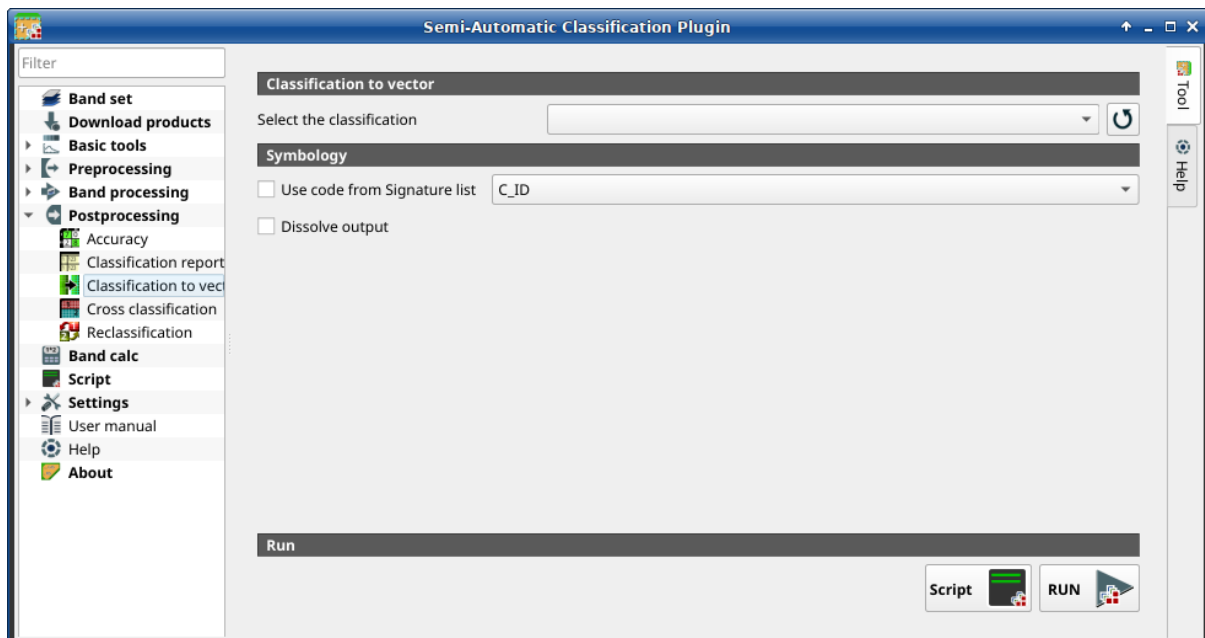 Semi-Automatic Classification Plugin
Filter
Band set
Download products
Basic tools
Preprocessing
Band processing
Postprocessing
Accuracy
Classification report
Classification to vect
Cross classification
Reclassification
Band calc
Script
Settings
User manual
Help
About
Classification to vector
Select the classification
Symbology
Use code from Signature list C_ID
Dissolve output
Run
Script RUN
Tool
Help